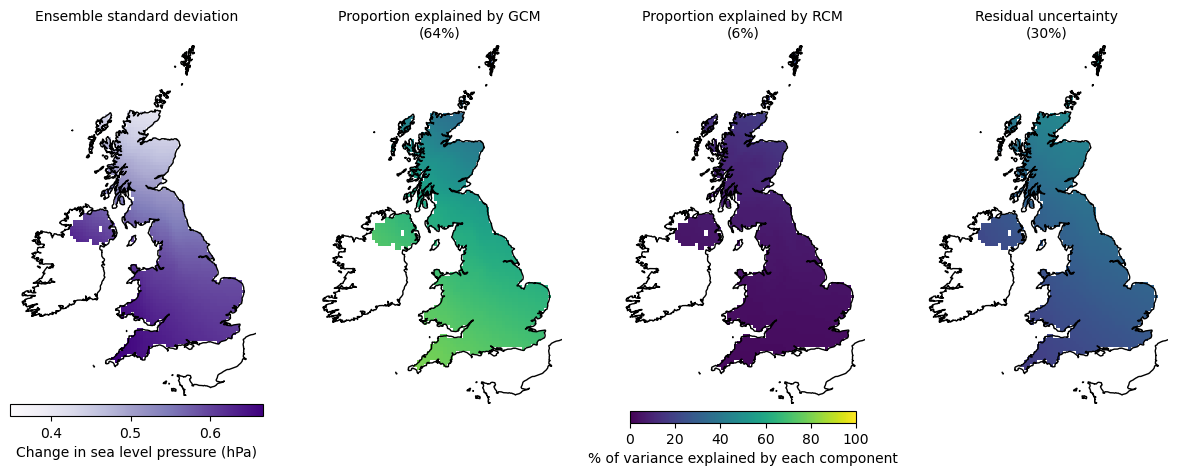 Ensemble standard deviation
Proportion explained by GCM
(64%)
Proportion explained by RCM
(6%)
Residual uncertainty
(30%)
0.4 0.5 0.6
Change in sea level pressure (hPa)
0 20 40 60 80 100
% of variance explained by each component